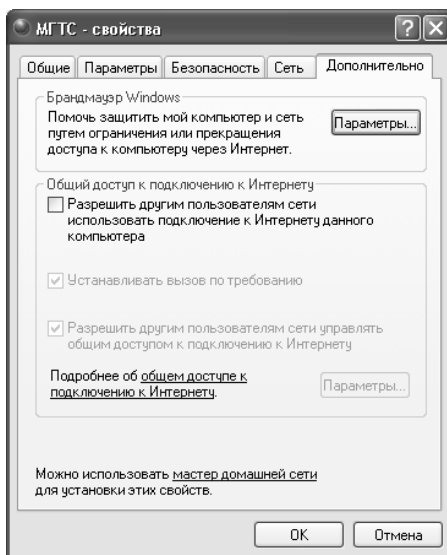 МГТС - свойства
Общие Параметры Безопасность Сеть Дополнительно
Брандмауэр Windows
Помочь защитить мой компьютер и сеть
путем ограничения или прекращения
доступа к компьютеру через Интернет.
Параметры...
Общий доступ к подключению к Интернету
Разрешить другим пользователям сети
использовать подключение к Интернету данного
компьютера
Устанавливать вызов по требованию
Разрешить другим пользователям сети управлять
общим доступом к подключению к Интернету
Подробнее об общем доступе к
подключению к Интернету.
Параметры...
Можно использовать мастер домашней сети
для установки этих свойств.
OK Отмена